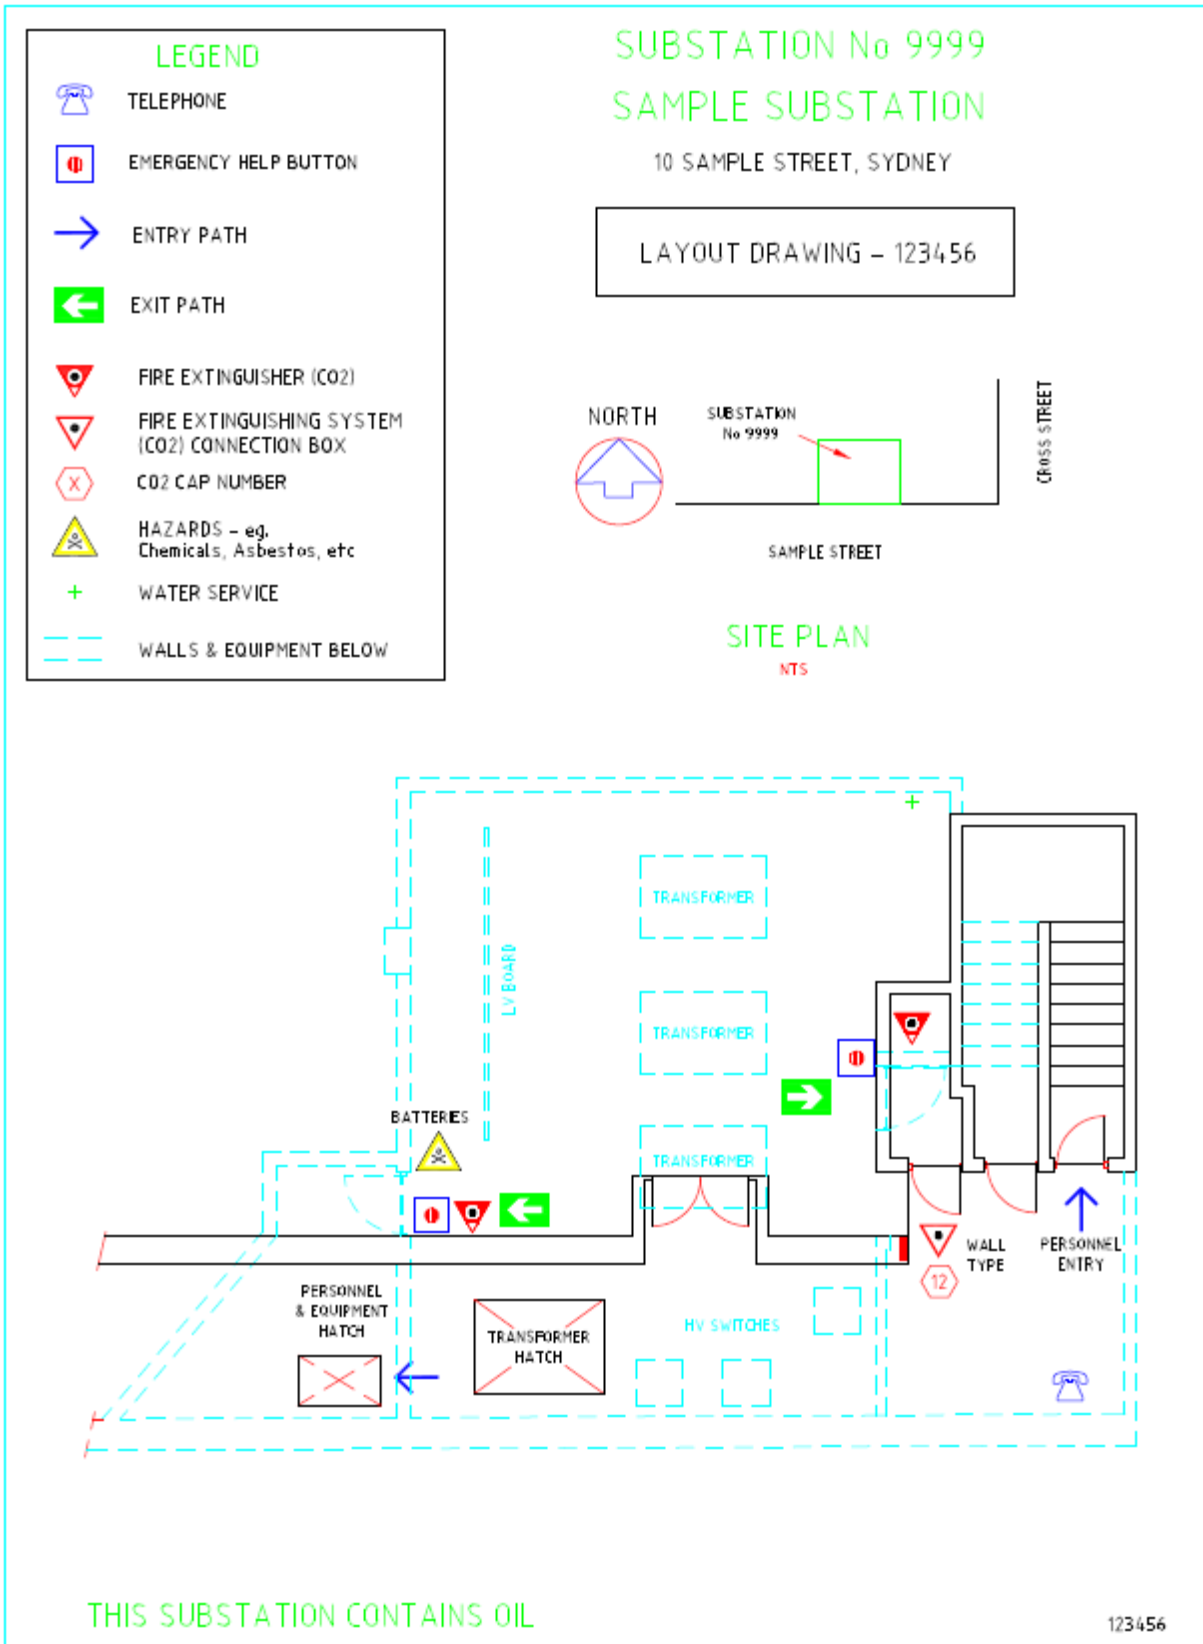 LEGEND
TELEPHONE
EMERGENCY HELP BUTTON
ENTRY PATH
EXIT PATH
FIRE EXTINGUISHER (CO2)
FIRE EXTINGUISHING SYSTEM
(CO2) CONNECTION BOX
X
CO2 CAP NUMBER
HAZARDS - eg.
Chemicals, Asbestos, etc
WATER SERVICE
WALLS & EQUIPMENT BELOW
SUBSTATION No 9999
SAMPLE SUBSTATION
10 SAMPLE STREET, SYDNEY
LAYOUT DRAWING - 123456
NORTH
SUBSTATION
No 9999
CROSS STREET
SAMPLE STREET
SITE PLAN
NTS
TRANSFORMER
LV BOARD
TRANSFORMER
BATTERIES
TRANSFORMER
WALL
TYPE
PERSONNEL
ENTRY
12
PERSONNEL
& EQUIPMENT
HATCH
TRANSFORMER
HATCH
HV SWITCHES
THIS SUBSTATION CONTAINS OIL
123456